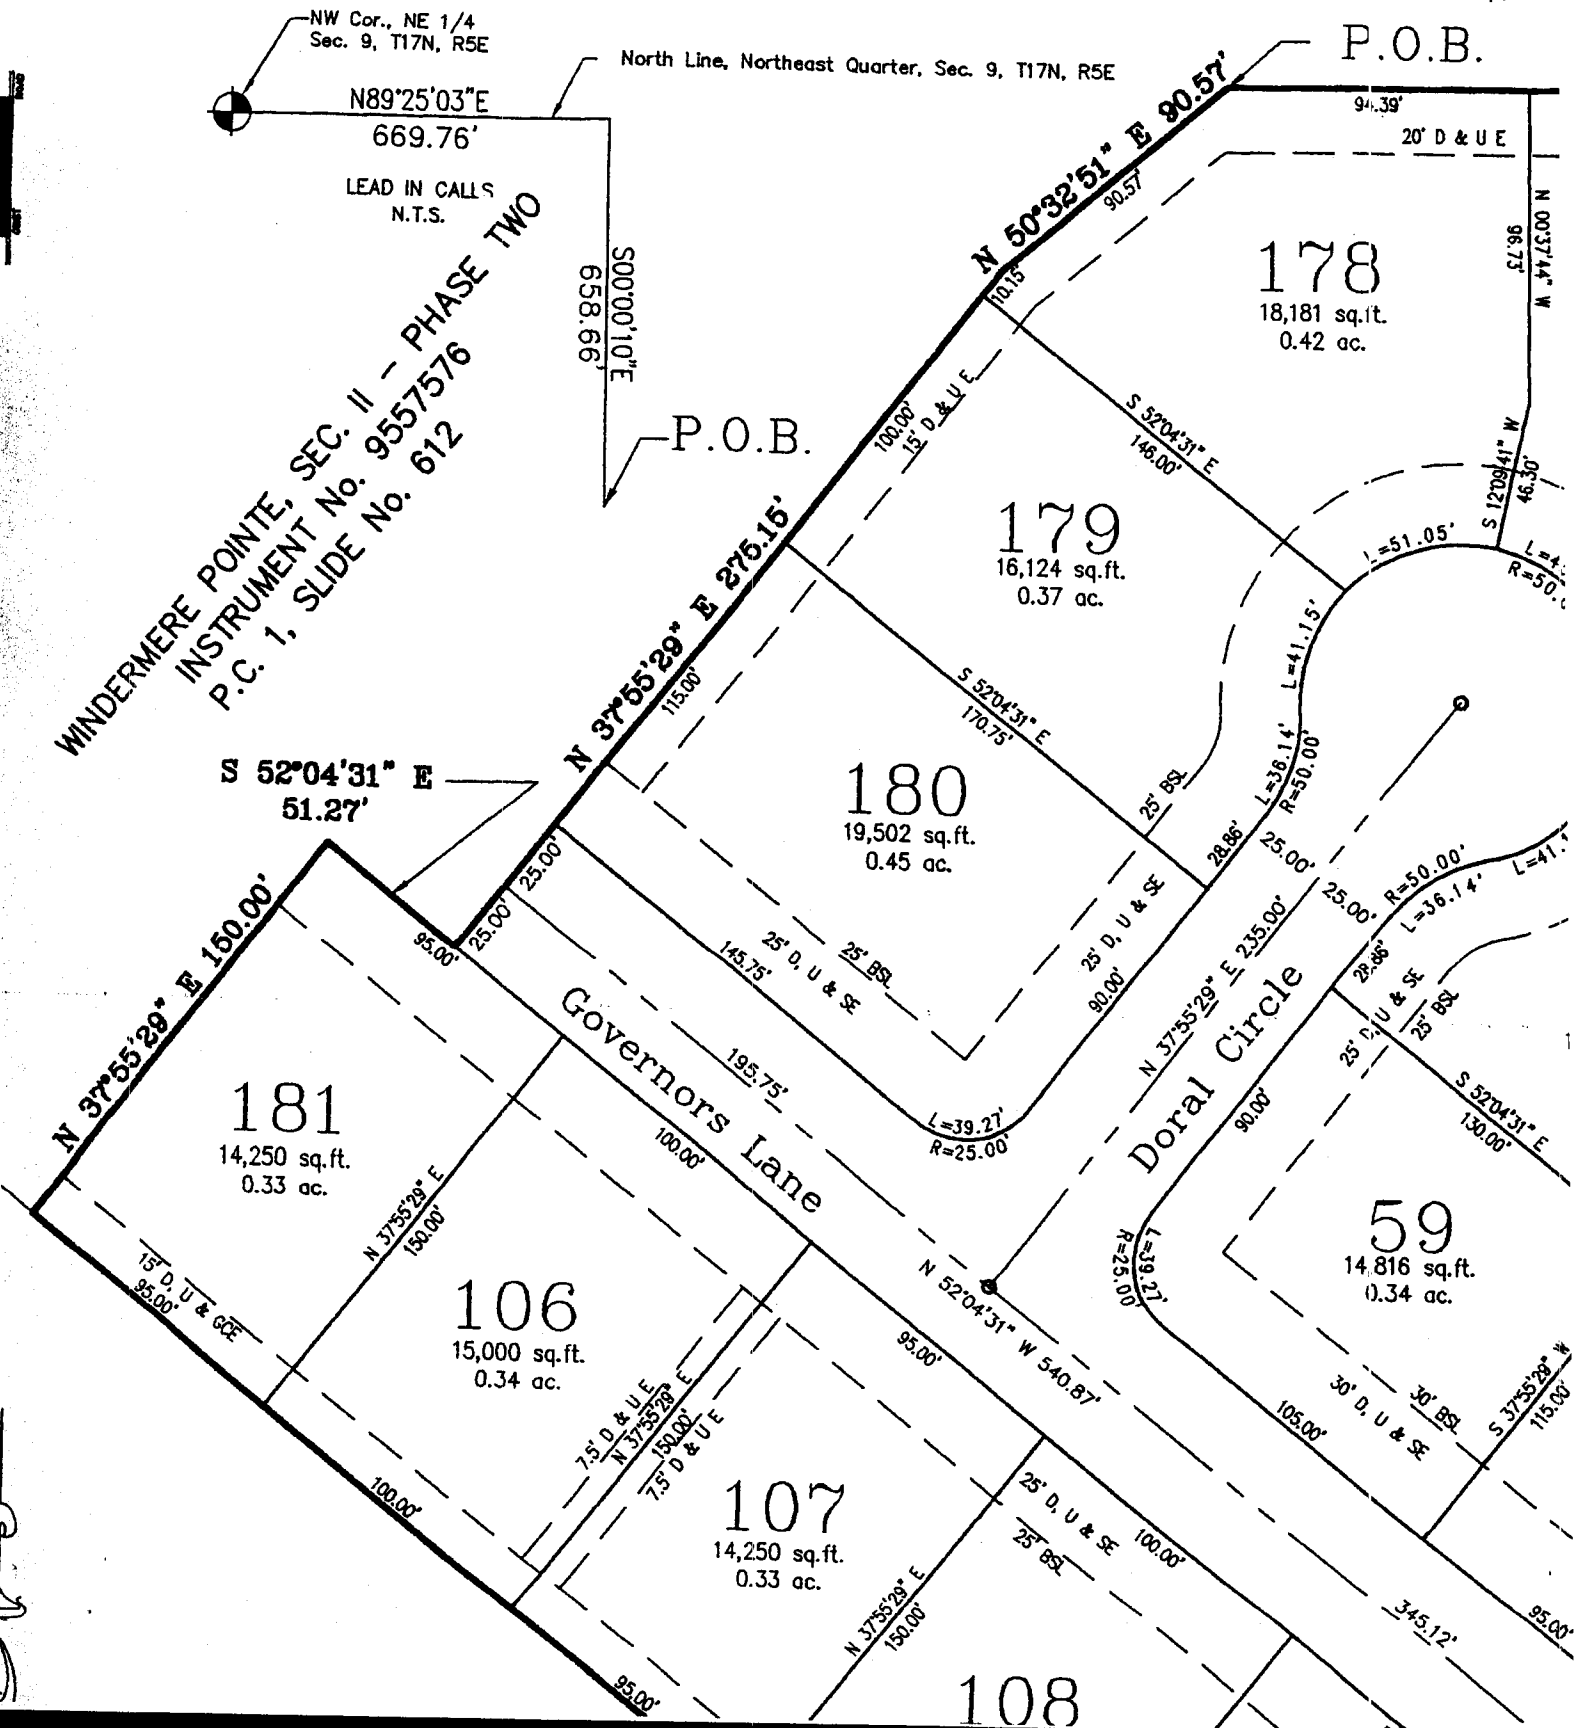 NW Cor., NE 1/4
Sec. 9, T17N, R5E
North Line, Northeast Quarter, Sec. 9, T17N, R5E
P.O.B.
N89°25'03"E
669.76'
LEAD IN CALLS
N.T.S.
S00°00'10"E
658.66'
P.O.B.
WINDERMERE POINTE, SEC. II - PHASE TWO
INSTRUMENT No. 9557576
P.C. 1, SLIDE No. 612
N 50°32'51" E 90.57'
90.57'
94.39'
20' D & U E
N 00°37'44" W
96.73'
178
18,181 sq.ft.
0.42 ac.
10.15'
100.00'
15' D & U E
S 52°04'31" E
146.00'
S 12°09'41" W
46.30'
L=51.05'
R=50.
179
16,124 sq.ft.
0.37 ac.
L=41.15'
N 37°55'29" E 275.15'
115.00'
S 52°04'31" E
170.75'
L=36.14'
R=50.00'
25' BSL
28.86'
25.00'
25.00'
180
19,502 sq.ft.
0.45 ac.
S 52°04'31" E
51.27'
25.00'
25.00'
95.00'
145.75'
25' D, U & SE
25' BSL
25' D, U & SE
90.00'
N 37°55'29" E 235.00'
Doral Circle
R=50.00'
L=36.14'
L=41.
28.86'
25' D, U & SE
25' BSL
L=39.27'
R=25.00'
N 37°55'29" E 150.00'
181
14,250 sq.ft.
0.33 ac.
Governors Lane
195.75'
100.00'
90.00'
S 52°04'31" E
130.00'
59
14,816 sq.ft.
0.34 ac.
L=39.27'
R=25.00'
N 37°55'29" E
150.00'
15' D, U & GCE
95.00'
106
15,000 sq.ft.
0.34 ac.
N 52°04'31" W 540.87'
95.00'
7.5' D & U E
N 37°55'29" E
150.00'
7.5' D & U E
30' BSL
30' D, U & SE
105.00'
S 37°55'29" W
115.00'
100.00'
107
14,250 sq.ft.
0.33 ac.
25' D, U & SE
25' BSL
100.00'
N 37°55'29" E
150.00'
345.12'
95.00'
95.00'
108